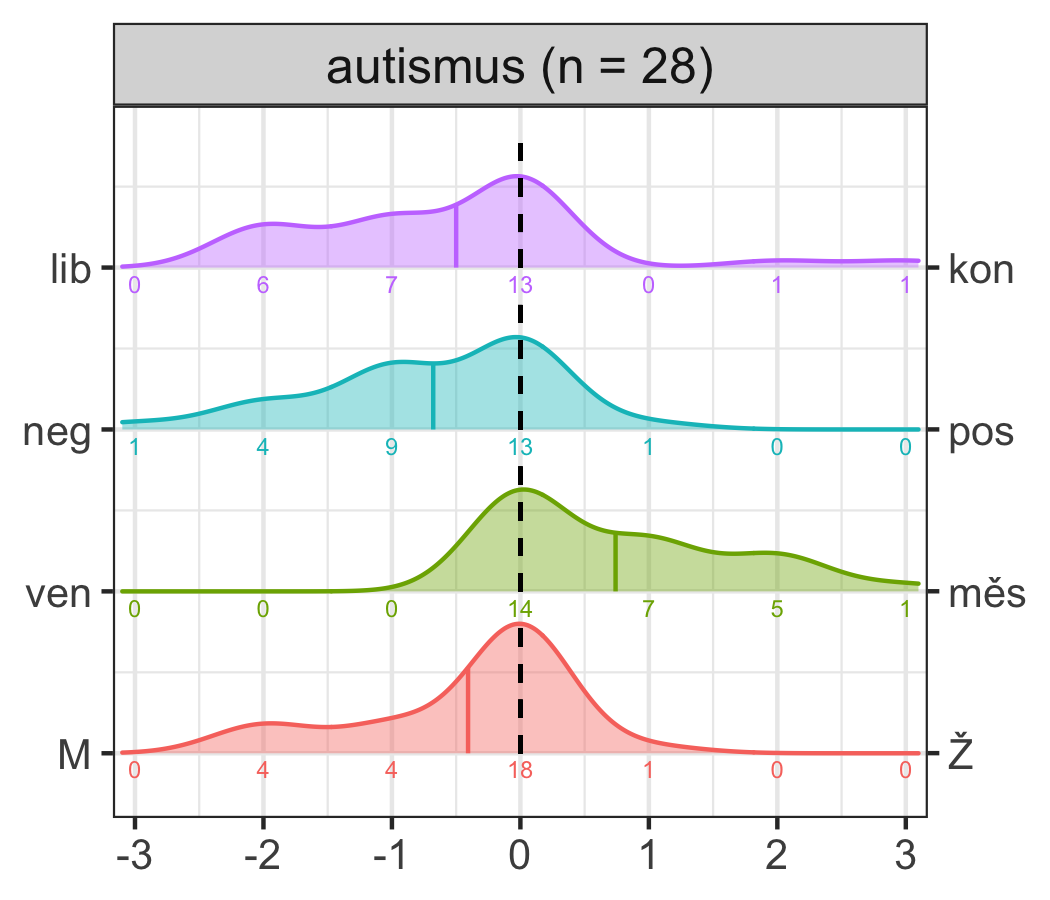 autismus (n = 28)
lib kon
0 6 7 13 0 1 1
neg pos
1 4 9 13 1 0 0
ven měs
0 0 0 14 7 5 1
M Ž
0 4 4 18 1 0 0
-3 -2 -1 0 1 2 3